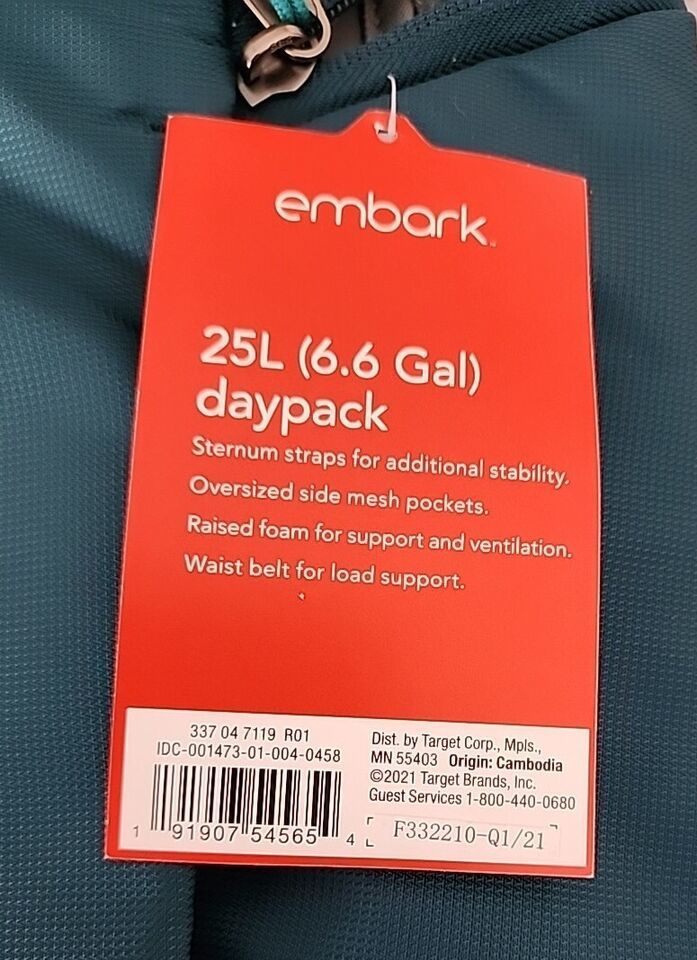 embark™
25L (6.6 Gal)
daypack
Sternum straps for additional stability.
Oversized side mesh pockets.
Raised foam for support and ventilation.
Waist belt for load support.
337 04 7119 R01
IDC-001473-01-004-0458
1 91907 54565 4
Dist. by Target Corp., Mpls.,
MN 55403 Origin: Cambodia
©2021 Target Brands, Inc.
Guest Services 1-800-440-0680
F332210-Q1/21